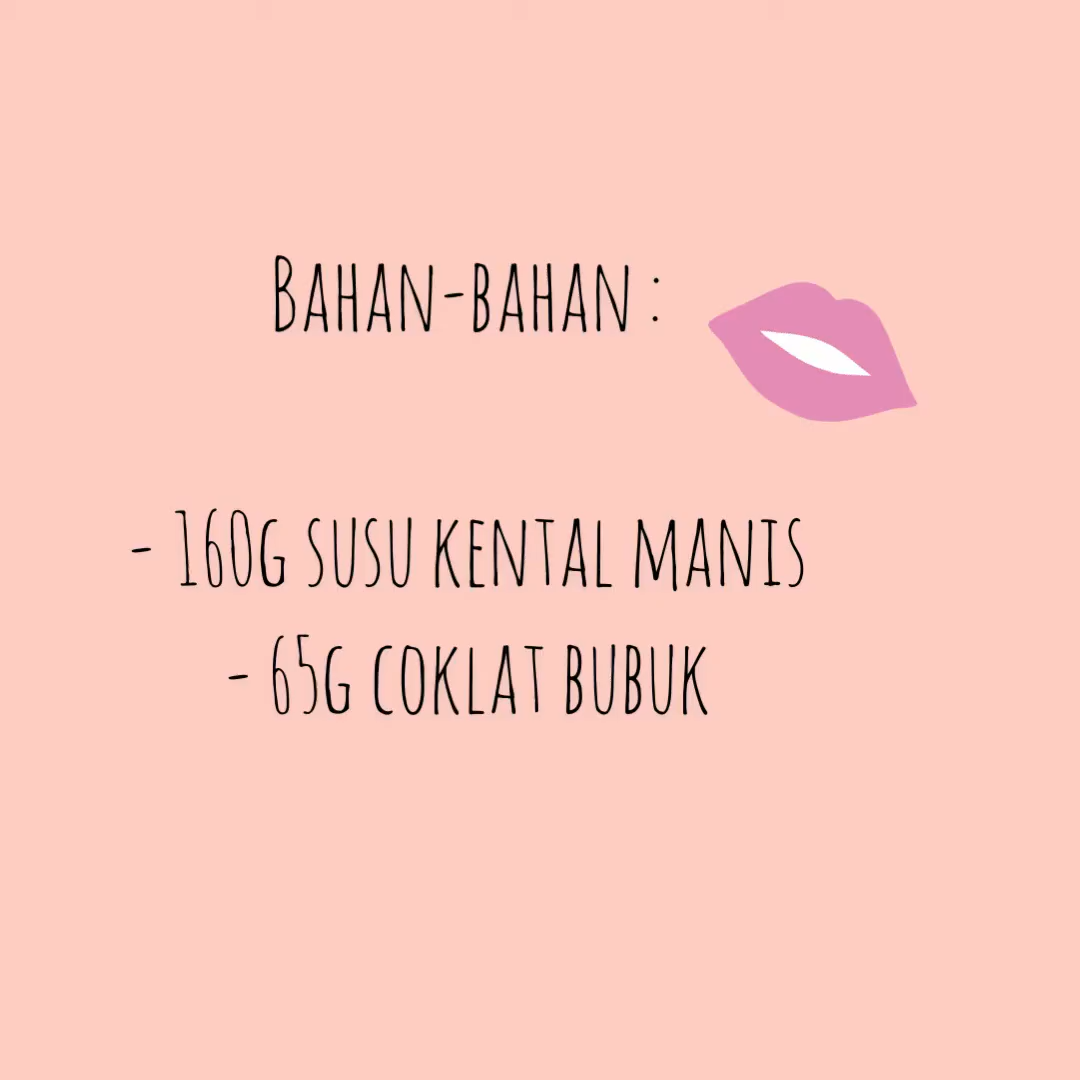 Bahan-bahan :
- 160g susu kental manis
- 65g coklat bubuk